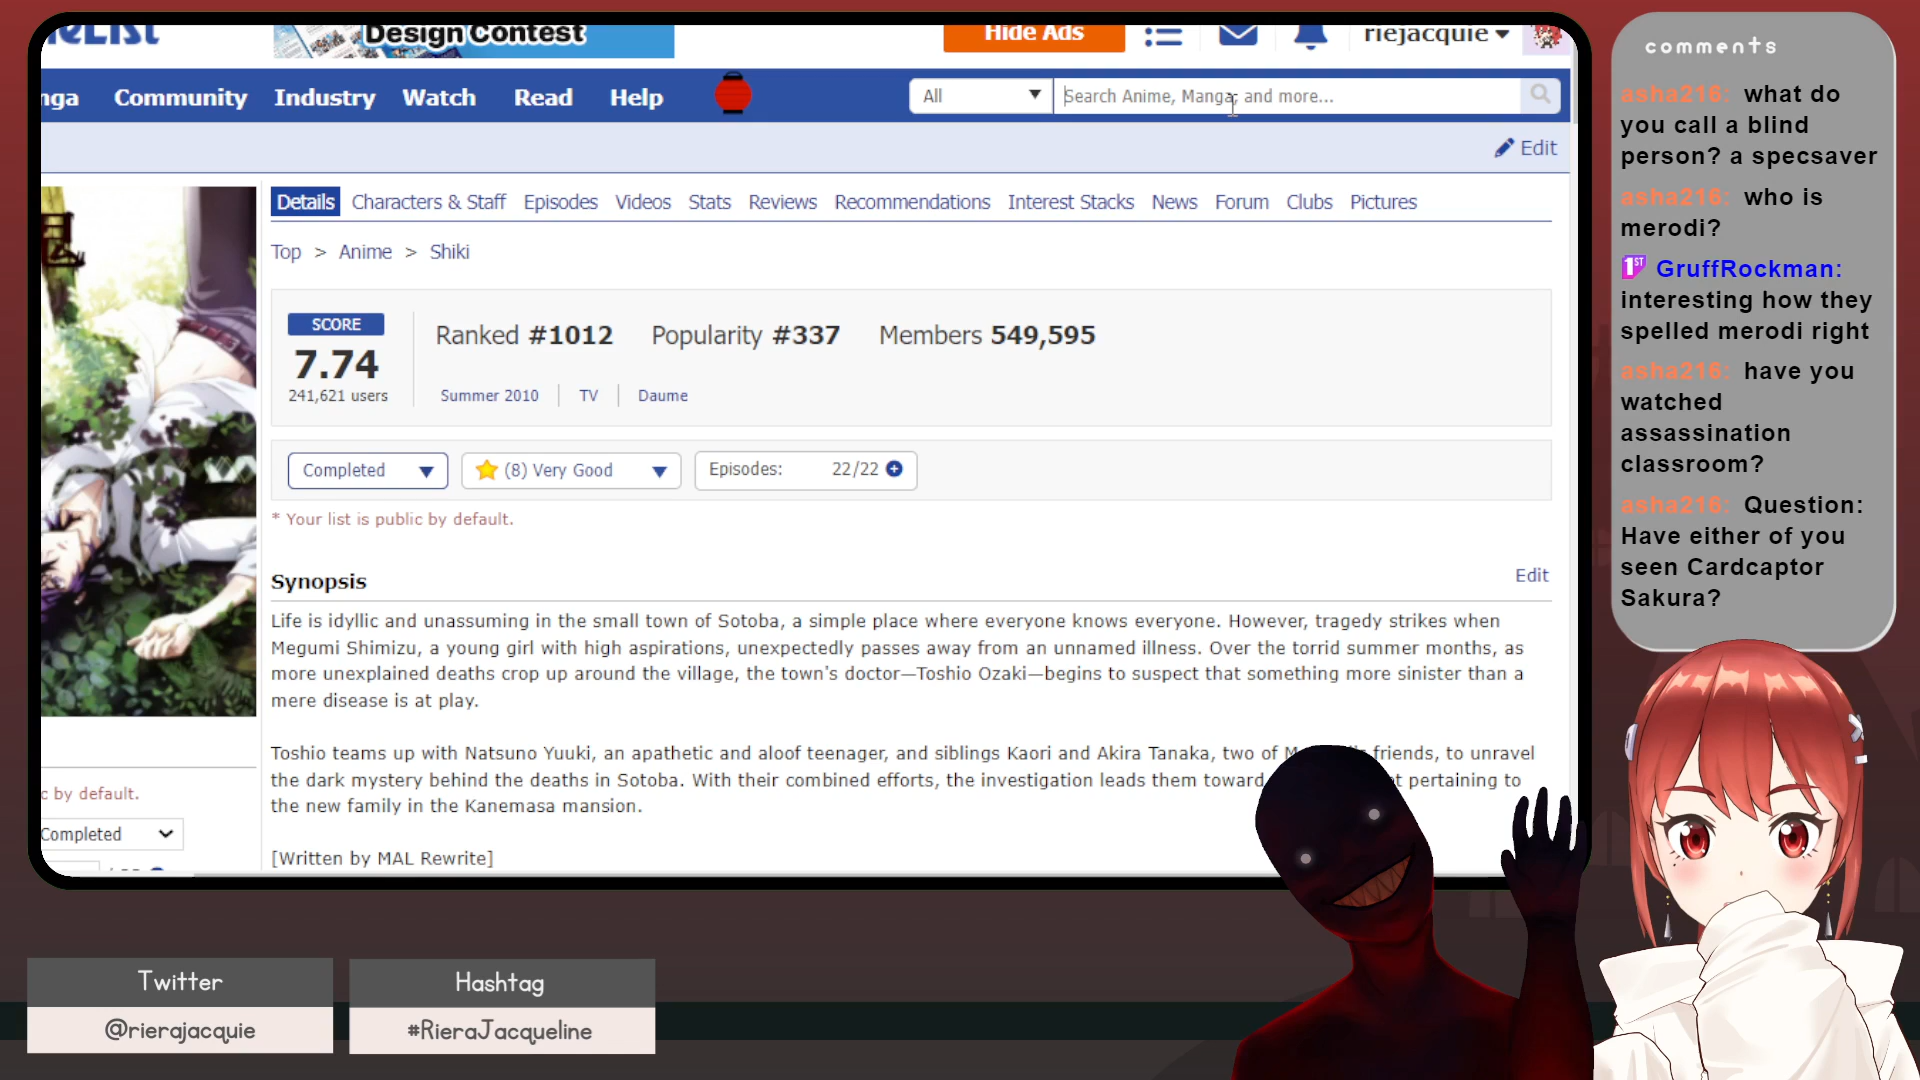 Design Contest
Hide Ads
riejacquie
Community Industry Watch Read Help
All
Search Anime, Manga, and more...
Edit
Details Characters & Staff Episodes Videos Stats Reviews Recommendations Interest Stacks News Forum Clubs Pictures
Top > Anime > Shiki
SCORE
7.74
241,621 users
Ranked #1012 Popularity #337 Members 549,595
Summer 2010 TV Daume
Completed
(8) Very Good
Episodes: 22/22
* Your list is public by default.
Synopsis
Edit
Life is idyllic and unassuming in the small town of Sotoba, a simple place where everyone knows everyone. However, tragedy strikes when
Megumi Shimizu, a young girl with high aspirations, unexpectedly passes away from an unnamed illness. Over the torrid summer months, as
more unexplained deaths crop up around the village, the town's doctor—Toshio Ozaki—begins to suspect that something more sinister than a
mere disease is at play.
Toshio teams up with Natsuno Yuuki, an apathetic and aloof teenager, and siblings Kaori and Akira Tanaka, two of friends, to unravel
the dark mystery behind the deaths in Sotoba. With their combined efforts, the investigation leads them toward pertaining to
the new family in the Kanemasa mansion.
[Written by MAL Rewrite]
c by default.
Completed
comments
asha216: what do
you call a blind
person? a specsaver
asha216: who is
merodi?
1ST GruffRockman:
interesting how they
spelled merodi right
asha216: have you
watched
assassination
classroom?
asha216: Question:
Have either of you
seen Cardcaptor
Sakura?
Twitter
@rierajacquie
Hashtag
#RieraJacqueline